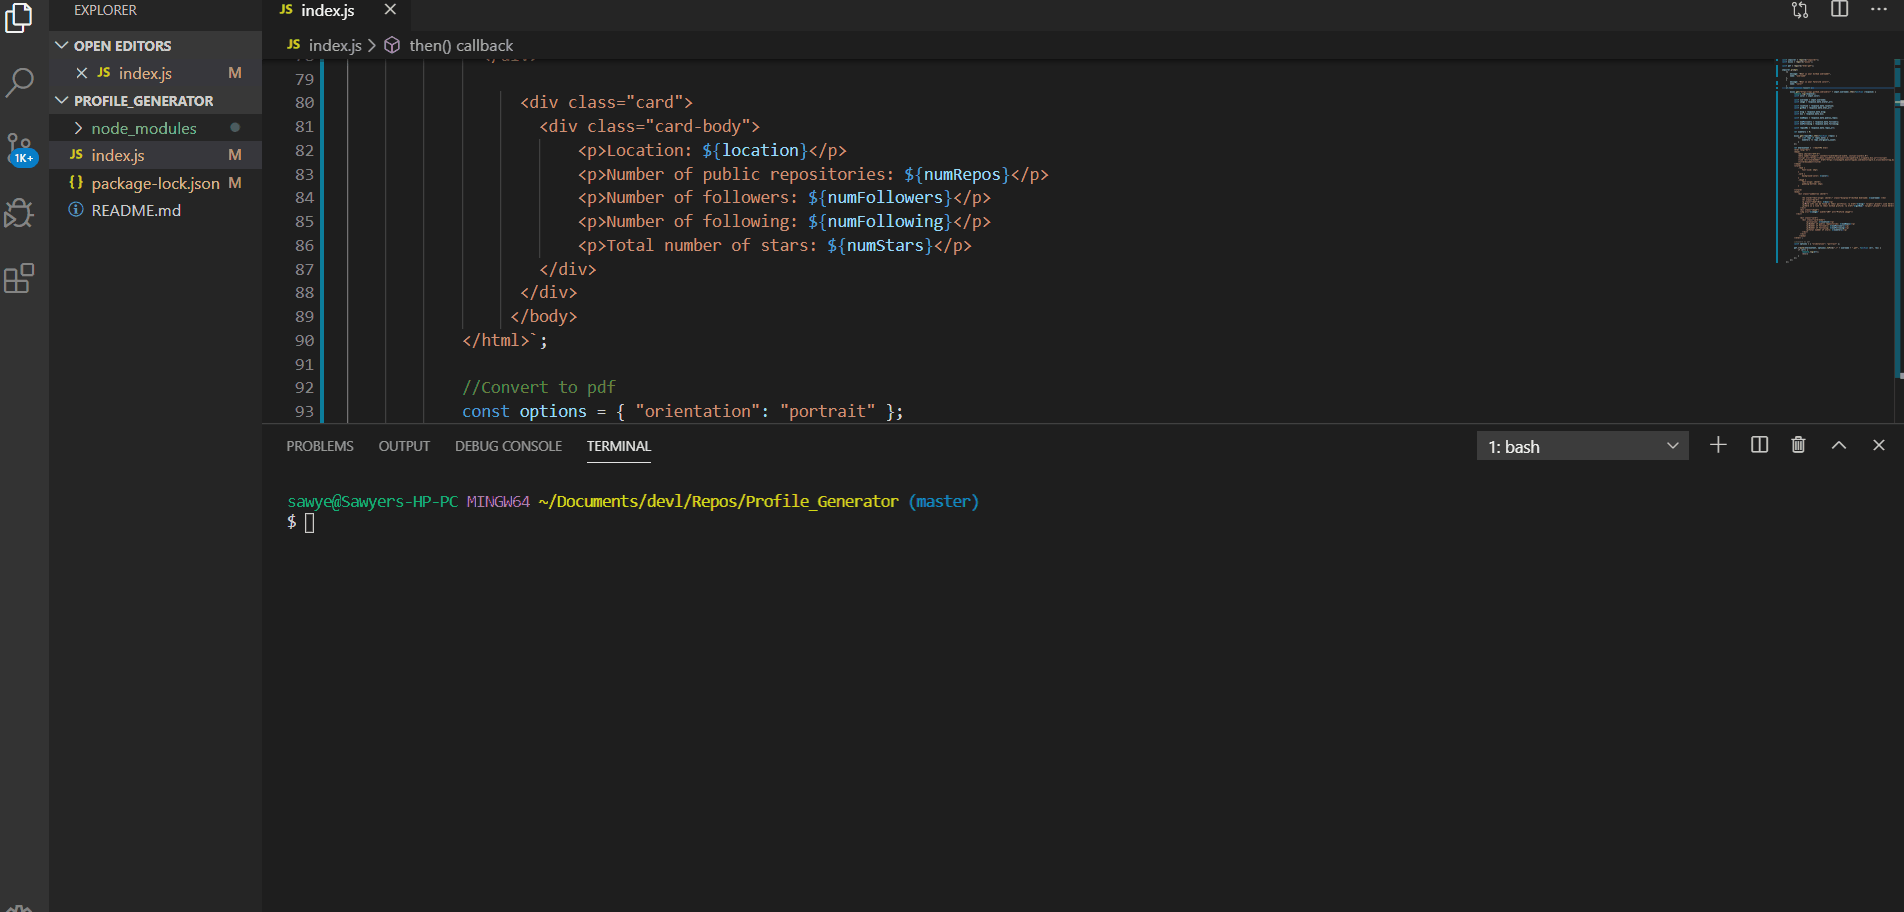 EXPLORER
OPEN EDITORS
JS index.js M
PROFILE_GENERATOR
node_modules
JS index.js M
{} package-lock.json M
README.md
1K+
JS index.js
JS index.js > then() callback
79
80 <div class="card">
81 <div class="card-body">
82 <p>Location: ${location}</p>
83 <p>Number of public repositories: ${numRepos}</p>
84 <p>Number of followers: ${numFollowers}</p>
85 <p>Number of following: ${numFollowing}</p>
86 <p>Total number of stars: ${numStars}</p>
87 </div>
88 </div>
89 </body>
90 </html>`;
91
92 //Convert to pdf
93 const options = { "orientation": "portrait" };
PROBLEMS OUTPUT DEBUG CONSOLE TERMINAL 1: bash
sawye@Sawyers-HP-PC MINGW64 ~/Documents/devl/Repos/Profile_Generator (master)
$